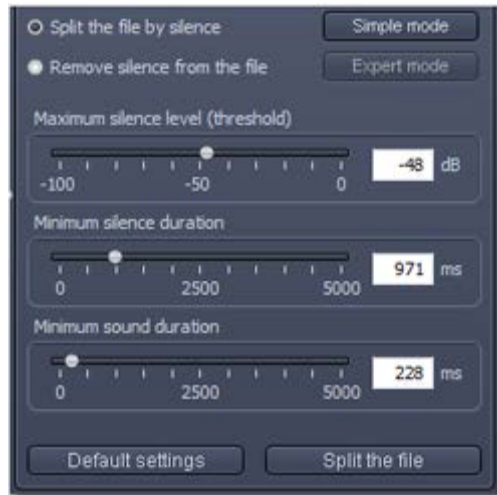 Split the file by silence Simple mode
Remove silence from the file Expert mode
Maximum silence level (threshold)
-48 dB
-100 -50 0
Minimum silence duration
971 ms
0 2500 5000
Minimum sound duration
228 ms
0 2500 5000
Default settings Split the file